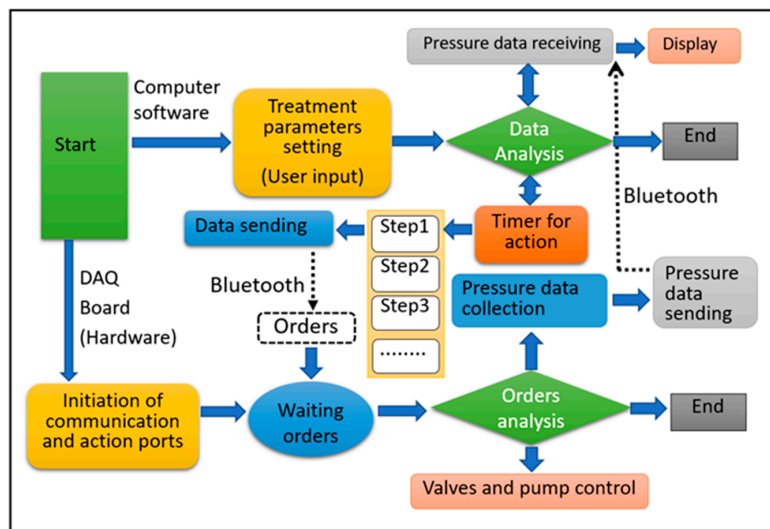 Pressure data receiving
Display
Computer
software
Treatment
parameters
setting
(User input)
Start
Data
Analysis
End
Bluetooth
Data sending
Step1
Timer for
action
Step2
Bluetooth
Pressure data
collection
Pressure
data
sending
DAQ
Board
(Hardware)
Step3
Orders
........
Initiation of
communication
and action ports
Waiting
orders
Orders
analysis
End
Valves and pump control